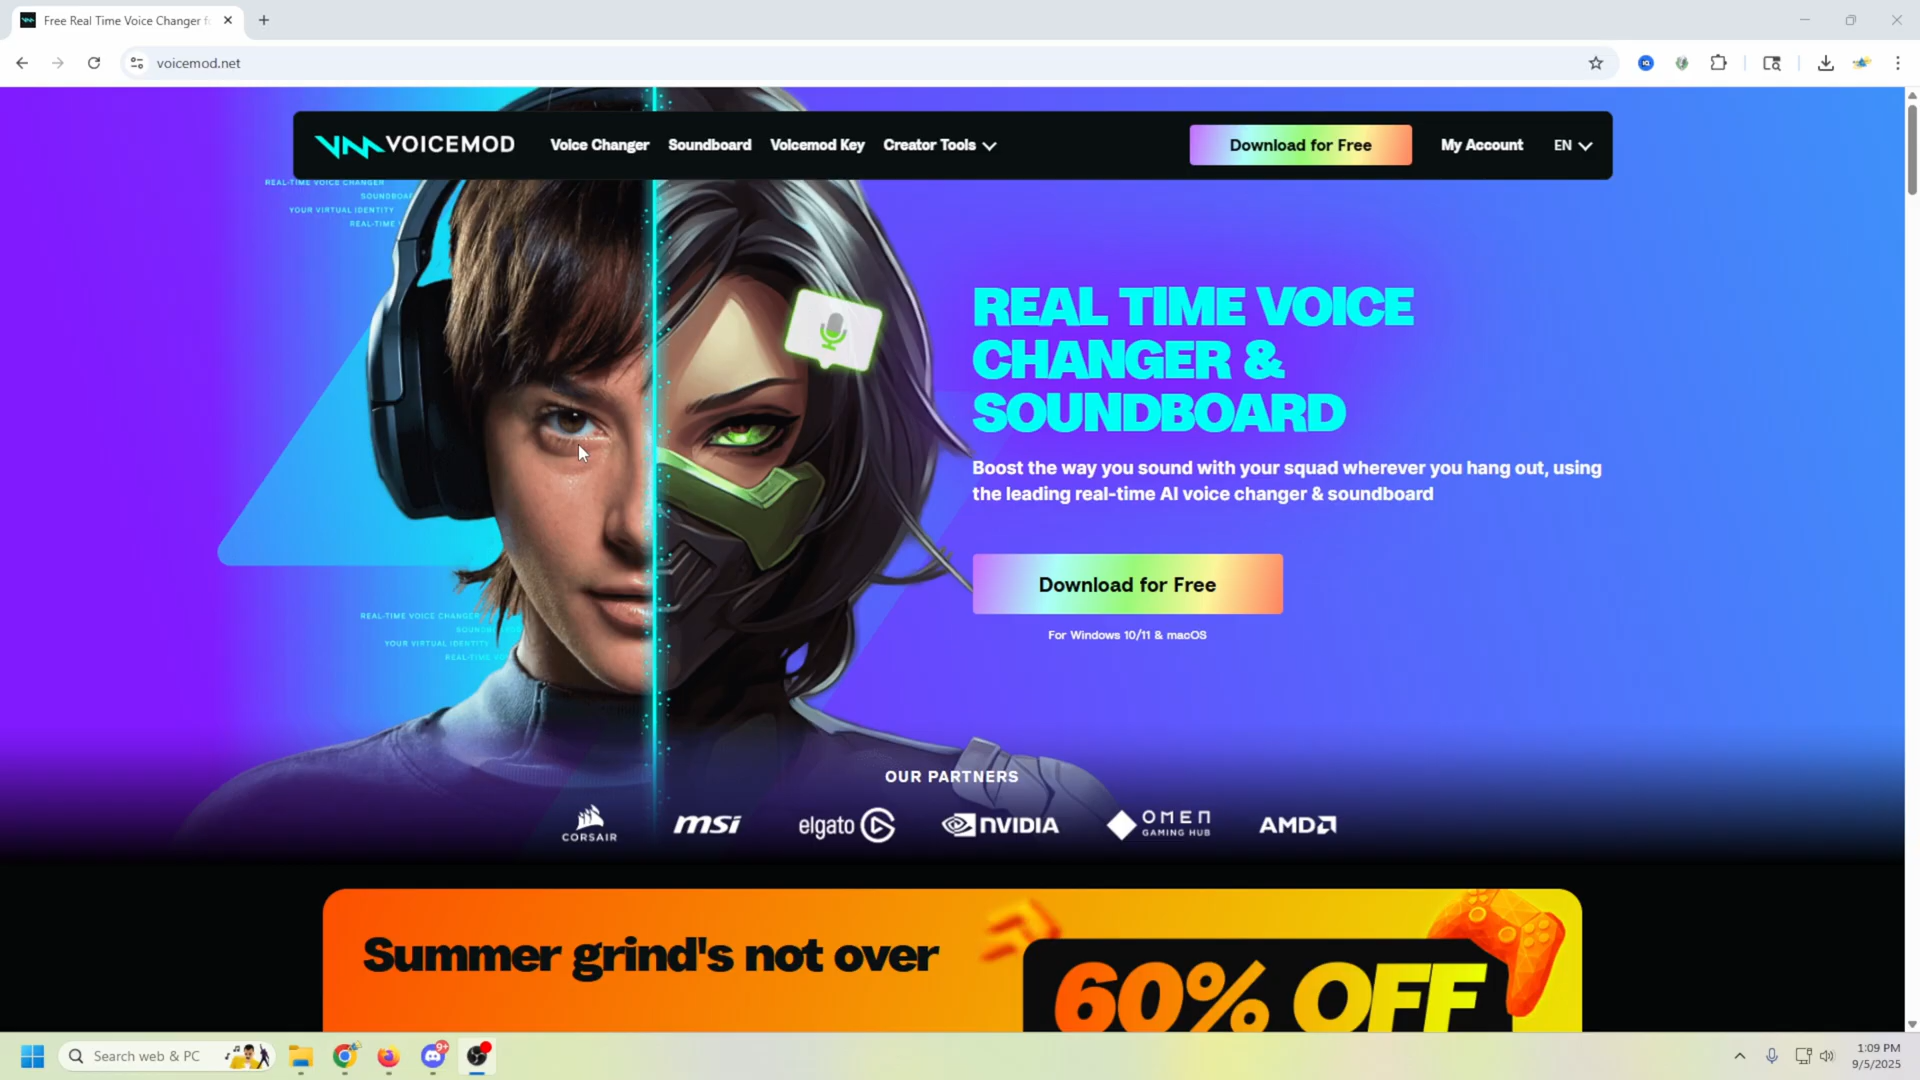 Free Real Time Voice Changer f
voicemod.net
VOICEMOD
Voice Changer
Soundboard
Voicemod Key
Creator Tools
Download for Free
My Account
EN
REAL-TIME VOICE CHANGER
SOUNDBOA
YOUR VIRTUAL IDENTITY
REAL-TIME
REAL TIME VOICE
CHANGER &
SOUNDBOARD
Boost the way you sound with your squad wherever you hang out, using
the leading real-time AI voice changer & soundboard
Download for Free
For Windows 10/11 & macOS
REAL-TIME VOICE CHANGER
YOUR VIRTUAL IDENTITY
OUR PARTNERS
CORSAIR
msi
elgato
NVIDIA
OMEN
GAMING HUB
AMD
Summer grind's not over
60% OFF
Search web & PC
9+
1:09 PM
9/5/2025